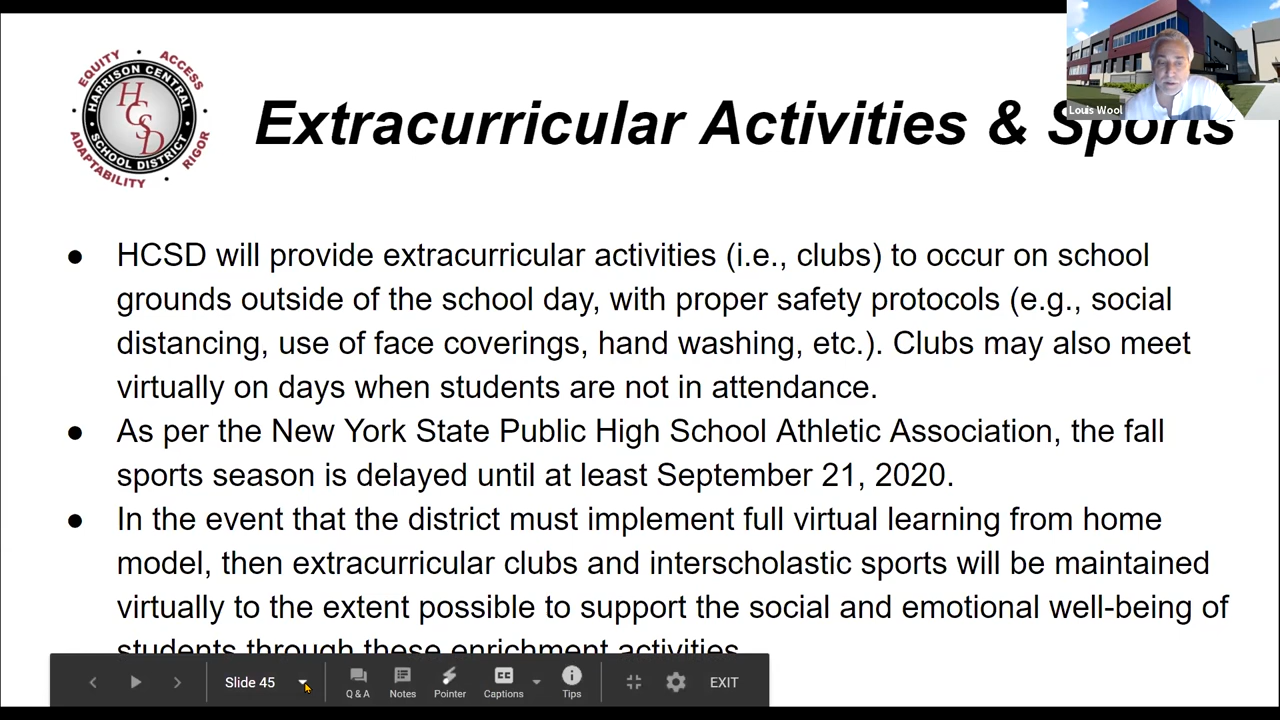 EQUITY ACCESS
HARRISON CENTRAL
HCSD
SCHOOL DISTRICT
ADAPTABILITY RIGOR
Extracurricular Activities & Sports
Louis Wool
● HCSD will provide extracurricular activities (i.e., clubs) to occur on school
grounds outside of the school day, with proper safety protocols (e.g., social
distancing, use of face coverings, hand washing, etc.). Clubs may also meet
virtually on days when students are not in attendance.
● As per the New York State Public High School Athletic Association, the fall
sports season is delayed until at least September 21, 2020.
● In the event that the district must implement full virtual learning from home
model, then extracurricular clubs and interscholastic sports will be maintained
virtually to the extent possible to support the social and emotional well-being of
students through these enrichment activities.
Slide 45
Q & A Notes Pointer CC Captions Tips EXIT